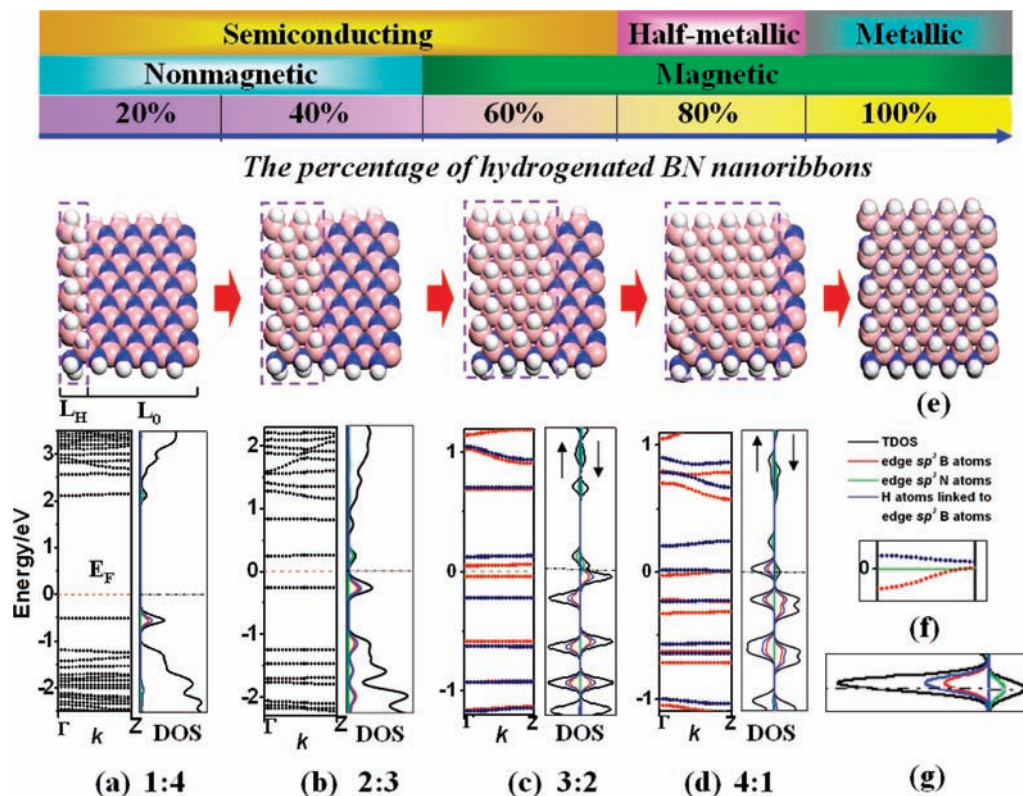 Semiconducting Half-metallic Metallic
Nonmagnetic Magnetic
20% 40% 60% 80% 100%
The percentage of hydrogenated BN nanoribbons
(e)
L_H L_0
TDOS
edge sp² B atoms
edge sp² N atoms
H atoms linked to
edge sp² B atoms
Energy/eV
3
2
1
0
-1
-2
E_F
2
1
0
-1
-2
1
0
-1
1
0
-1
0
(f)
Γ k Z DOS
Γ k Z DOS
Γ k Z DOS
Γ k Z DOS
(a) 1:4 (b) 2:3 (c) 3:2 (d) 4:1 (g)